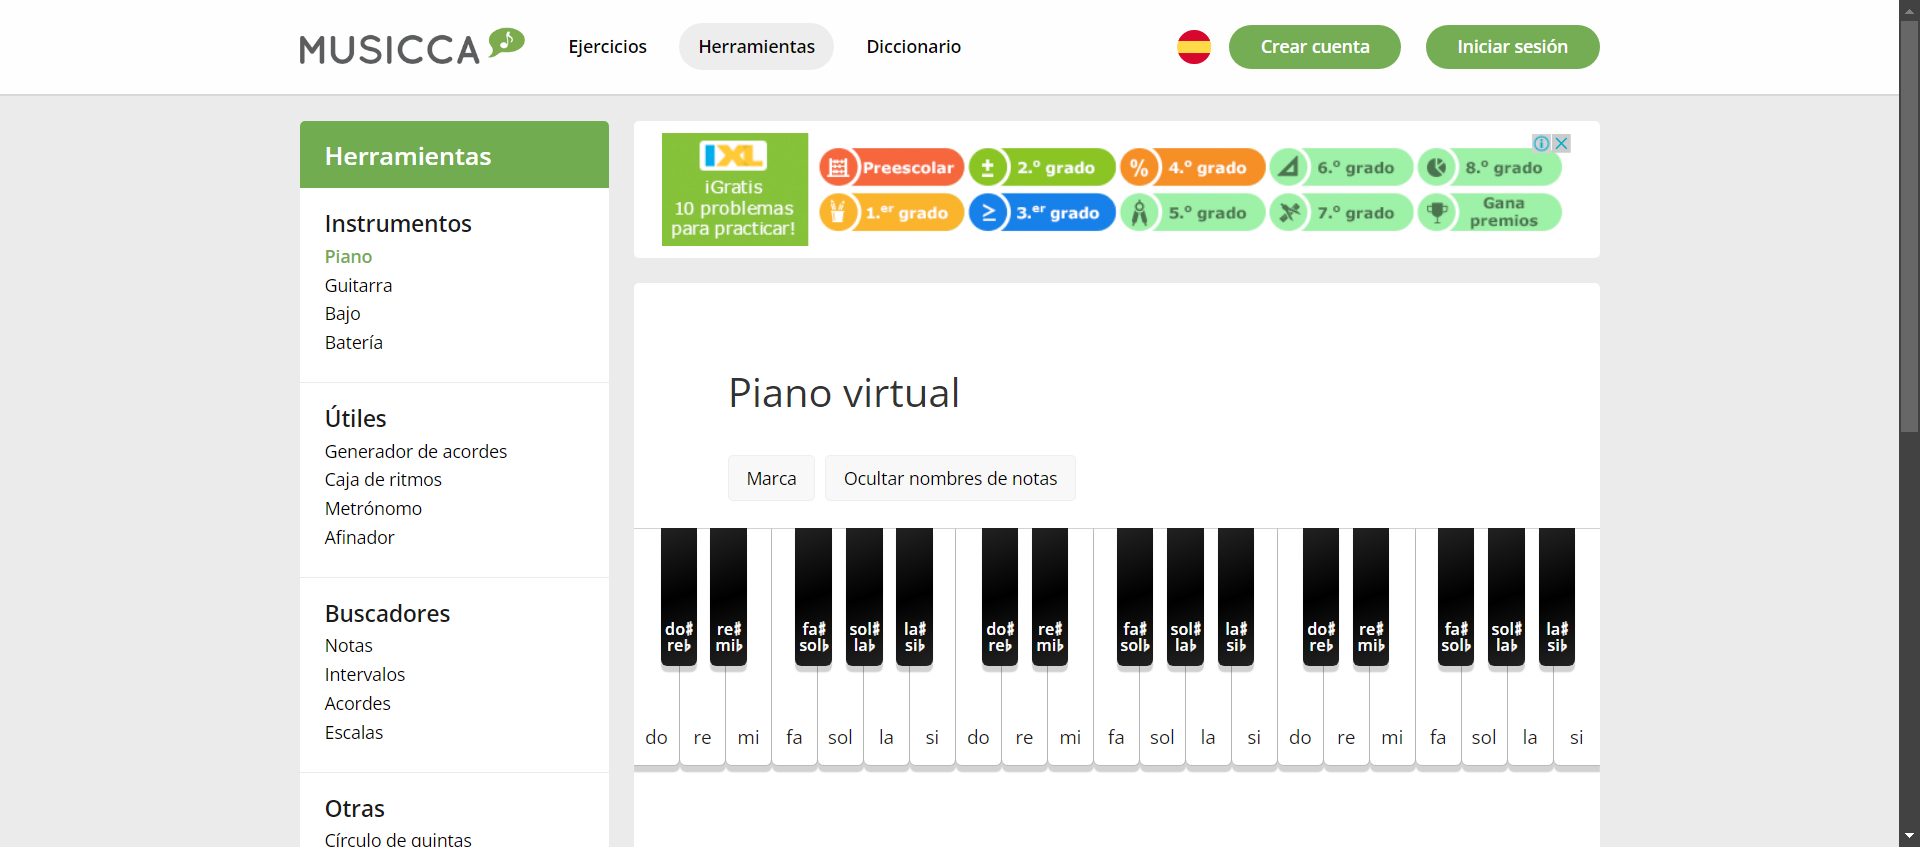 MUSICCA
Ejercicios
Herramientas
Diccionario
Crear cuenta
Iniciar sesión
Herramientas
Instrumentos
Piano
Guitarra
Bajo
Batería
Útiles
Generador de acordes
Caja de ritmos
Metrónomo
Afinador
Buscadores
Notas
Intervalos
Acordes
Escalas
Otras
Círculo de quintas
IXL
¡Gratis
10 problemas
para practicar!
Preescolar
2.º grado
4.º grado
6.º grado
8.º grado
1.er grado
3.er grado
5.º grado
7.º grado
Gana
premios
Piano virtual
Marca
Ocultar nombres de notas
do♯ re♯ fa♯ sol♯ la♯ do♯ re♯ fa♯ sol♯ la♯ do♯ re♯ fa♯ sol♯ la♯
re♭ mi♭ sol♭ la♭ si♭ re♭ mi♭ sol♭ la♭ si♭ re♭ mi♭ sol♭ la♭ si♭
do re mi fa sol la si do re mi fa sol la si do re mi fa sol la si